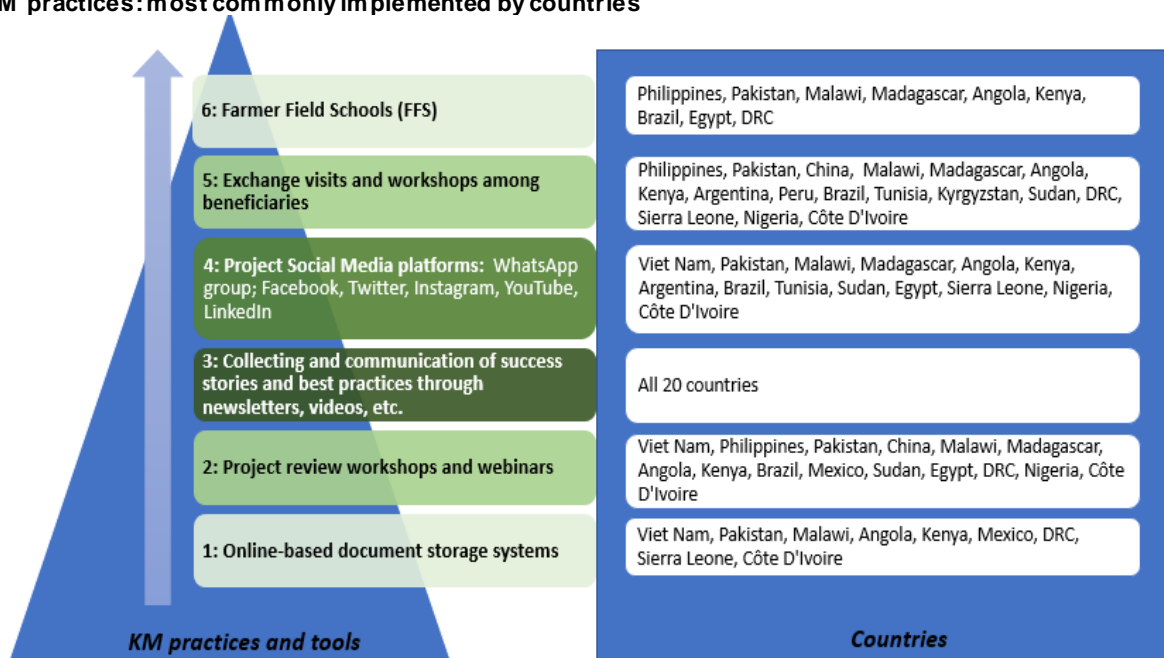 M practices: most commonly implemented by countries
6: Farmer Field Schools (FFS)
Philippines, Pakistan, Malawi, Madagascar, Angola, Kenya,
Brazil, Egypt, DRC
5: Exchange visits and workshops among
beneficiaries
Philippines, Pakistan, China, Malawi, Madagascar, Angola,
Kenya, Argentina, Peru, Brazil, Tunisia, Kyrgyzstan, Sudan, DRC,
Sierra Leone, Nigeria, Côte D'Ivoire
4: Project Social Media platforms: WhatsApp
group; Facebook, Twitter, Instagram, YouTube,
LinkedIn
Viet Nam, Pakistan, Malawi, Madagascar, Angola, Kenya,
Argentina, Brazil, Tunisia, Sudan, Egypt, Sierra Leone, Nigeria,
Côte D'Ivoire
3: Collecting and communication of success
stories and best practices through
newsletters, videos, etc.
All 20 countries
2: Project review workshops and webinars
Viet Nam, Philippines, Pakistan, China, Malawi, Madagascar,
Angola, Kenya, Brazil, Mexico, Sudan, Egypt, DRC, Nigeria, Côte
D'Ivoire
1: Online-based document storage systems
Viet Nam, Pakistan, Malawi, Angola, Kenya, Mexico, DRC,
Sierra Leone, Côte D'Ivoire
KM practices and tools
Countries